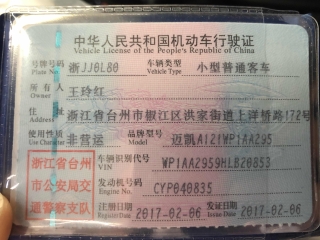 中华人民共和国机动车行驶证
Vehicle License of the People's Republic of China
号牌号码 浙JJ0L80 车辆类型 小型普通客车
Plate No. Vehicle Type
所有人 王玲红
Owner
住址 浙江省台州市椒江区洪家街道上洋桥路172号
Address
使用性质 非营运 品牌型号 迈凯A121WP1AA295
Use Character Model
浙江省台州市公安局交通警察支队
车辆识别代号 WP1AA2959HLB20853
VIN
发动机号码 CYP040835
Engine No.
注册日期 2017-02-06 发证日期 2017-02-06
Register Date Issue Date